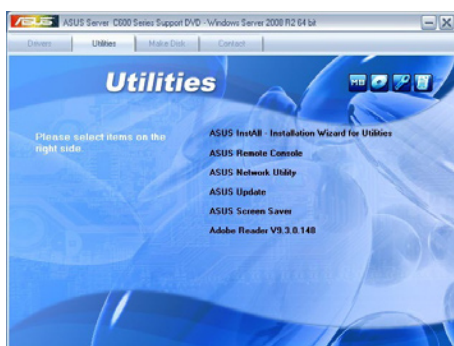 ASUS ASUS Server C600 Series Support DVD - Windows Server 2008 R2 64 bit
Drivers Utilities Make Disk Contact
Utilities
MB
Please select items on the
right side.
ASUS InstAll - Installation Wizard for Utilities
ASUS Remote Console
ASUS Network Utility
ASUS Update
ASUS Screen Saver
Adobe Reader V9.3.0.148